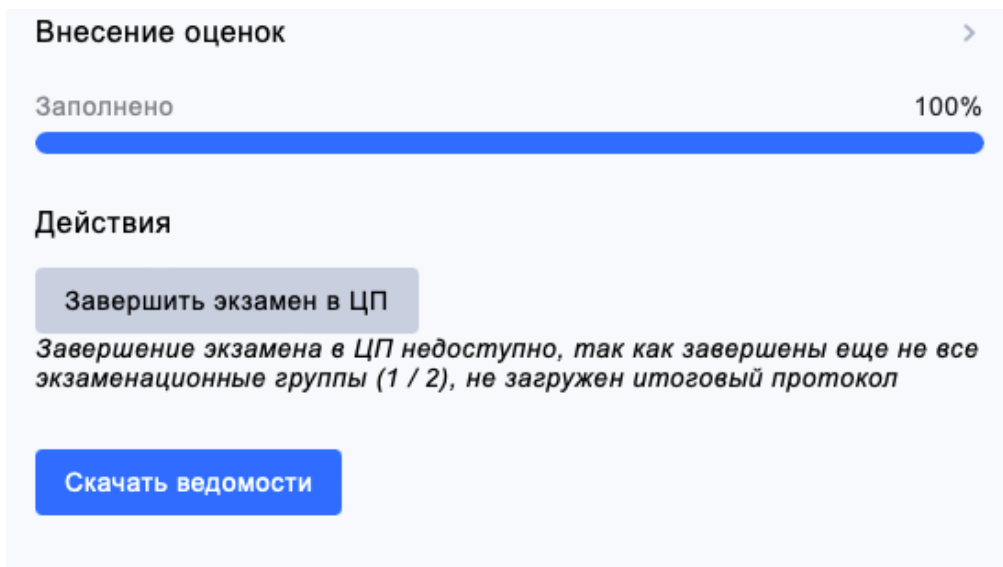 Внесение оценок
Заполнено 100%
Действия
Завершить экзамен в ЦП
Завершение экзамена в ЦП недоступно, так как завершены еще не все
экзаменационные группы (1 / 2), не загружен итоговый протокол
Скачать ведомости